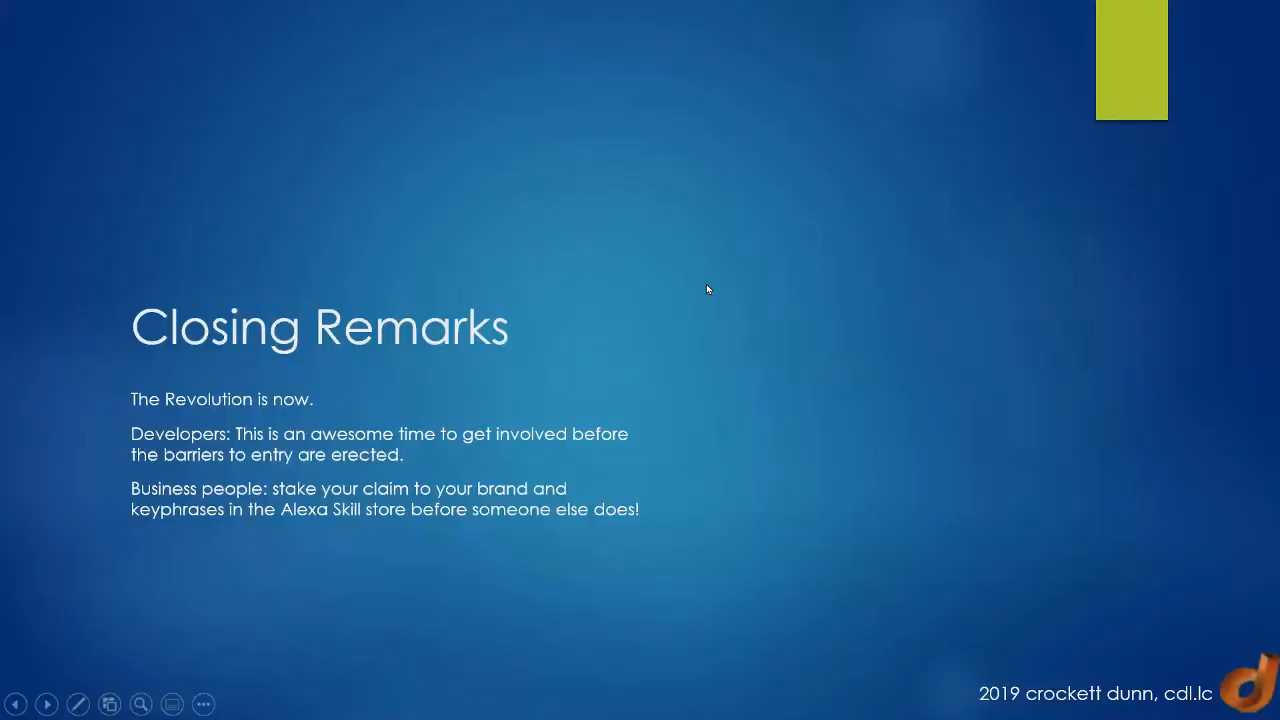 Closing Remarks
The Revolution is now.
Developers: This is an awesome time to get involved before
the barriers to entry are erected.
Business people: stake your claim to your brand and
keyphrases in the Alexa Skill store before someone else does!
2019 crockett dunn, cdl.lc
d